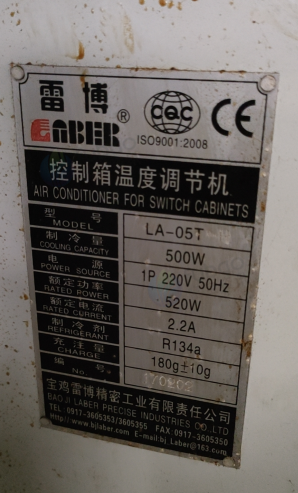 雷博®
LABER
CQC
CE
ISO9001:2008
控制箱温度调节机
AIR CONDITIONER FOR SWITCH CABINETS
型号 MODEL LA-05T
制冷量 COOLING CAPACITY 500W
电源 POWER SOURCE 1P 220V 50Hz
额定功率 RATED POWER 520W
额定电流 RATED CURRENT 2.2A
制冷剂 REFRIGERANT R134a
充注量 CHARGE 180g±10g
编号 No.
宝鸡雷博精密工业有限责任公司
BAOJI LABER PRECISE INDUSTRIES CO.LTD
TEL:0917-3605353/3605355 FAX:0917-3605350
http://www.bjlaber.com E-mail:bj_laber@163.com